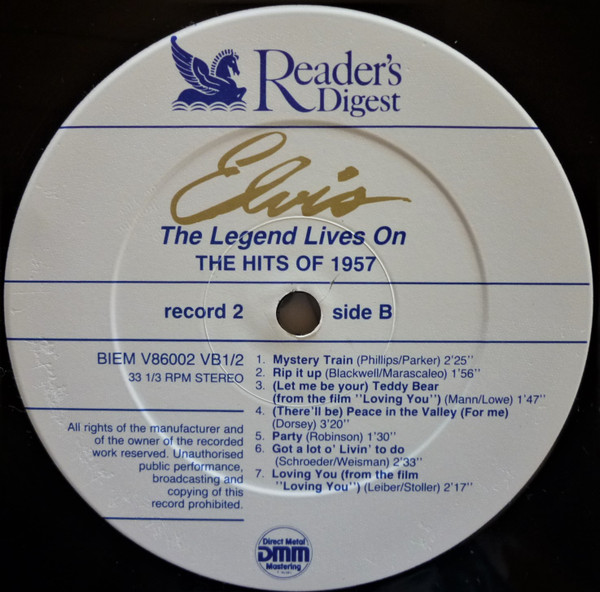 Reader's
Digest
Elvis
The Legend Lives On
THE HITS OF 1957
record 2
side B
BIEM V86002 VB1/2
33 1/3 RPM STEREO
All rights of the manufacturer and
of the owner of the recorded
work reserved. Unauthorised
public performance,
broadcasting and
copying of this
record prohibited.
1. Mystery Train (Phillips/Parker) 2'25''
2. Rip it up (Blackwell/Marascaleo) 1'56''
3. (Let me be your) Teddy Bear
(from the film ''Loving You'') (Mann/Lowe) 1'47''
4. (There'll be) Peace in the Valley (For me)
(Dorsey) 3'20''
5. Party (Robinson) 1'30''
6. Got a lot o' Livin' to do
(Schroeder/Weisman) 2'33''
7. Loving You (from the film
''Loving You'') (Leiber/Stoller) 2'17''
Direct Metal
DMM
Mastering